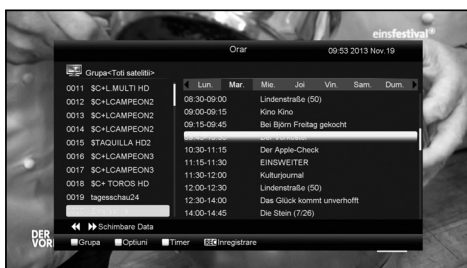 einsfestival
Orar 09:53 2013 Nov.19
Grupa<Toti satelitii>
Lun. Mar. Mie. Joi Vin. Sam. Dum.
0011 $C+L.MULTI HD
0012 $C+LCAMPEON2
0013 $C+LCAMPEON2
0014 $C+LCAMPEON2
0015 $TAQUILLA HD2
0016 $C+LCAMPEON3
0017 $C+LCAMPEON3
0018 $C+ TOROS HD
0019 tagesschau24
08:30-09:00 Lindenstraße (50)
09:00-09:15 Kino Kino
09:15-09:45 Bei Björn Freitag gekocht
10:30-11:15 Der Apple-Check
11:15-11:30 EINSWEITER
11:30-12:00 Kulturjournal
12:00-12:30 Lindenstraße (50)
12:30-14:00 Das Glück kommt unverhofft
14:00-14:45 Die Stein (7/26)
Schimbare Data
Grupa Optiuni Timer REC Inregistrare
DER
VOR